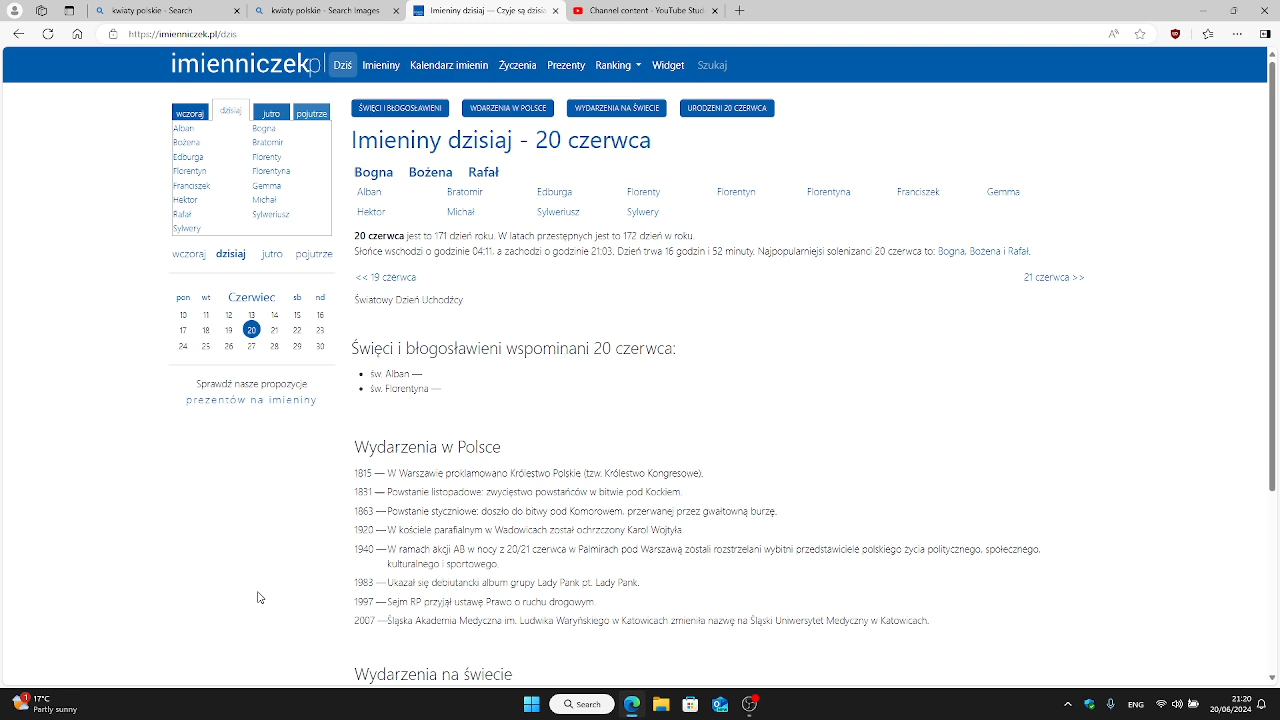 kwiaty polskie - Search
kwiaty polskie - Search Images
Imieniny dzisiaj — Czyje są dzisia
Channel content - YouTube Stud
https://imienniczek.pl/dzis
imienniczek.pl
Dziś
Imieniny
Kalendarz imienin
Życzenia
Prezenty
Ranking
Widget
Szukaj
wczoraj dzisiaj jutro pojutrze
Alban Bogna
Bożena Bratomir
Edburga Florenty
Florentyn Florentyna
Franciszek Gemma
Hektor Michał
Rafał Sylweriusz
Sylwery
wczoraj dzisiaj jutro pojutrze
pon wt Czerwiec sb nd
10 11 12 13 14 15 16
17 18 19 20 21 22 23
24 25 26 27 28 29 30
Sprawdź nasze propozycje
prezentów na imieniny
ŚWIĘCI I BŁOGOSŁAWIENI WDARZENIA W POLSCE WYDARZENIA NA ŚWIECIE URODZENI 20 CZERWCA
Imieniny dzisiaj - 20 czerwca
Bogna Bożena Rafał
Alban Bratomir Edburga Florenty Florentyn Florentyna Franciszek Gemma
Hektor Michał Sylweriusz Sylwery
20 czerwca jest to 171 dzień roku. W latach przestępnych jest to 172 dzień w roku.
Słońce wschodzi o godzinie 04:11, a zachodzi o godzinie 21:03. Dzień trwa 16 godzin i 52 minuty. Najpopularniejsi solenizanci 20 czerwca to: Bogna, Bożena i Rafał.
<< 19 czerwca 21 czerwca >>
Światowy Dzień Uchodźcy
Święci i błogosławieni wspominani 20 czerwca:
• św. Alban —
• św. Florentyna —
Wydarzenia w Polsce
1815 — W Warszawie proklamowano Królestwo Polskie (tzw. Królestwo Kongresowe).
1831 — Powstanie listopadowe: zwycięstwo powstańców w bitwie pod Kockiem.
1863 — Powstanie styczniowe: doszło do bitwy pod Komorowem, przerwanej przez gwałtowną burzę.
1920 — W kościele parafialnym w Wadowicach został ochrzczony Karol Wojtyła.
1940 — W ramach akcji AB w nocy z 20/21 czerwca w Palmirach pod Warszawą zostali rozstrzelani wybitni przedstawiciele polskiego życia politycznego, społecznego,
kulturalnego i sportowego.
1983 — Ukazał się debiutancki album grupy Lady Pank pt. Lady Pank.
1997 — Sejm RP przyjął ustawę Prawo o ruchu drogowym.
2007 — Śląska Akademia Medyczna im. Ludwika Waryńskiego w Katowicach zmieniła nazwę na Śląski Uniwersytet Medyczny w Katowicach.
Wydarzenia na świecie
1
17°C
Partly sunny
Search
ENG
21:20
20/06/2024